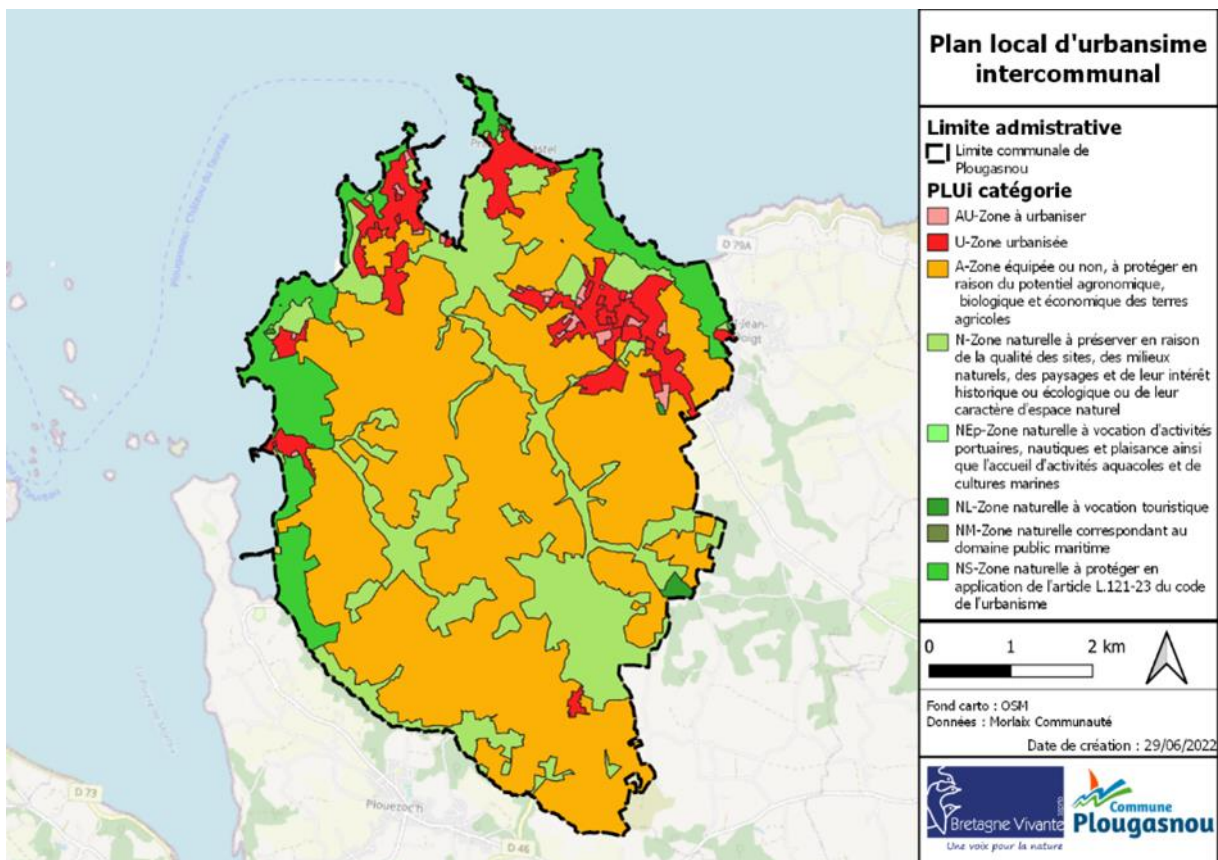 Plan local d'urbansime
intercommunal
Limite admistrative
Limite communale de
Plougasnou
PLUi catégorie
AU-Zone à urbaniser
U-Zone urbanisée
A-Zone équipée ou non, à protéger en
raison du potentiel agronomique,
biologique et économique des terres
agricoles
N-Zone naturelle à préserver en raison
de la qualité des sites, des milieux
naturels, des paysages et de leur intérêt
historique ou écologique ou de leur
caractère d'espace naturel
NEp-Zone naturelle à vocation d'activités
portuaires, nautiques et plaisance ainsi
que l'accueil d'activités aquacoles et de
cultures marines
NL-Zone naturelle à vocation touristique
NM-Zone naturelle correspondant au
domaine public maritime
NS-Zone naturelle à protéger en
application de l'article L.121-23 du code
de l'urbanisme
0 1 2 km
Fond carto : OSM
Données : Morlaix Communauté
Date de création : 29/06/2022
Bretagne Vivante
Une voix pour la nature
Commune
Plougasnou
Plougasnou - Château du Taureau
D 79A
D 73
Plouezoc'h
D 46